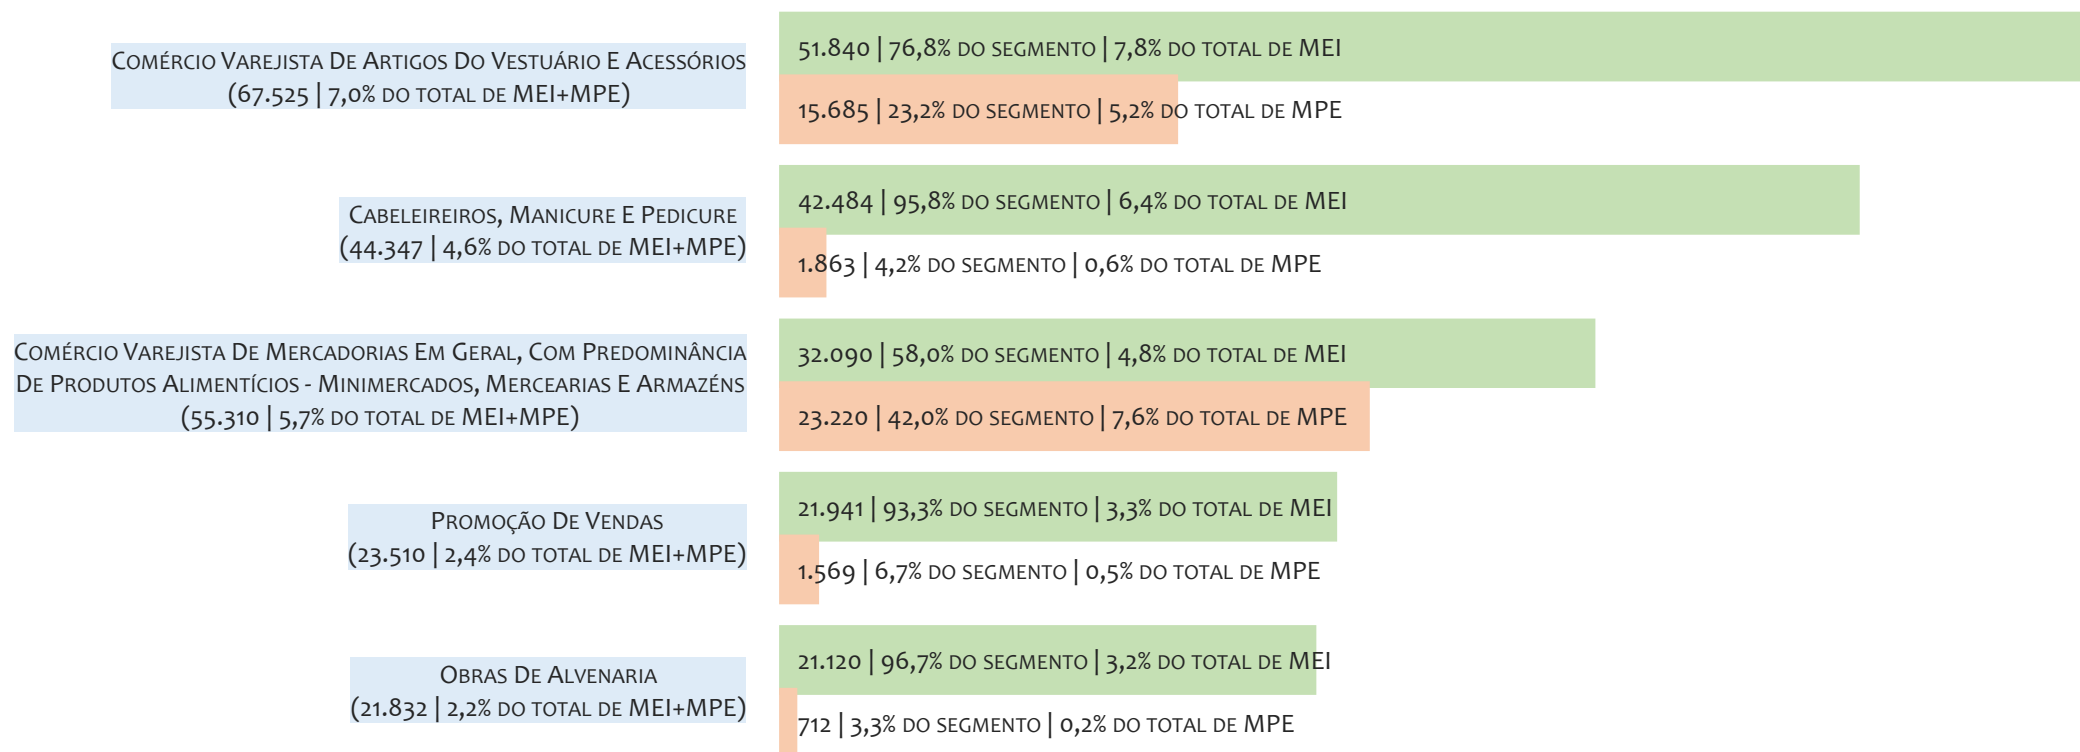 Comércio Varejista De Artigos Do Vestuário E Acessórios
(67.525 | 7,0% do total de MEI+MPE)
51.840 | 76,8% do segmento | 7,8% do total de MEI
15.685 | 23,2% do segmento | 5,2% do total de MPE
Cabeleireiros, Manicure E Pedicure
(44.347 | 4,6% do total de MEI+MPE)
42.484 | 95,8% do segmento | 6,4% do total de MEI
1.863 | 4,2% do segmento | 0,6% do total de MPE
Comércio Varejista De Mercadorias Em Geral, Com Predominância
De Produtos Alimentícios - Minimercados, Mercearias E Armazéns
(55.310 | 5,7% do total de MEI+MPE)
32.090 | 58,0% do segmento | 4,8% do total de MEI
23.220 | 42,0% do segmento | 7,6% do total de MPE
Promoção De Vendas
(23.510 | 2,4% do total de MEI+MPE)
21.941 | 93,3% do segmento | 3,3% do total de MEI
1.569 | 6,7% do segmento | 0,5% do total de MPE
Obras De Alvenaria
(21.832 | 2,2% do total de MEI+MPE)
21.120 | 96,7% do segmento | 3,2% do total de MEI
712 | 3,3% do segmento | 0,2% do total de MPE